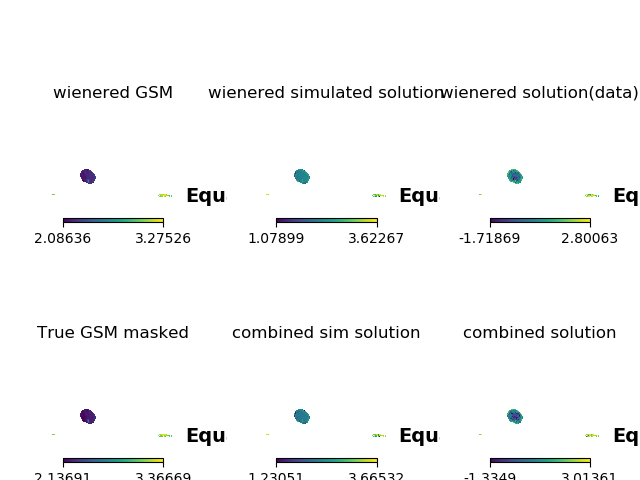 wienered GSM wienered simulated solution wienered solution(data)
Equ Equ Eq
2.08636 3.27526 1.07899 3.62267 -1.71869 2.80063
True GSM masked combined sim solution combined solution
Equ Equ Eq
2.13691 3.36669 1.23051 3.66532 -1.3349 3.01361